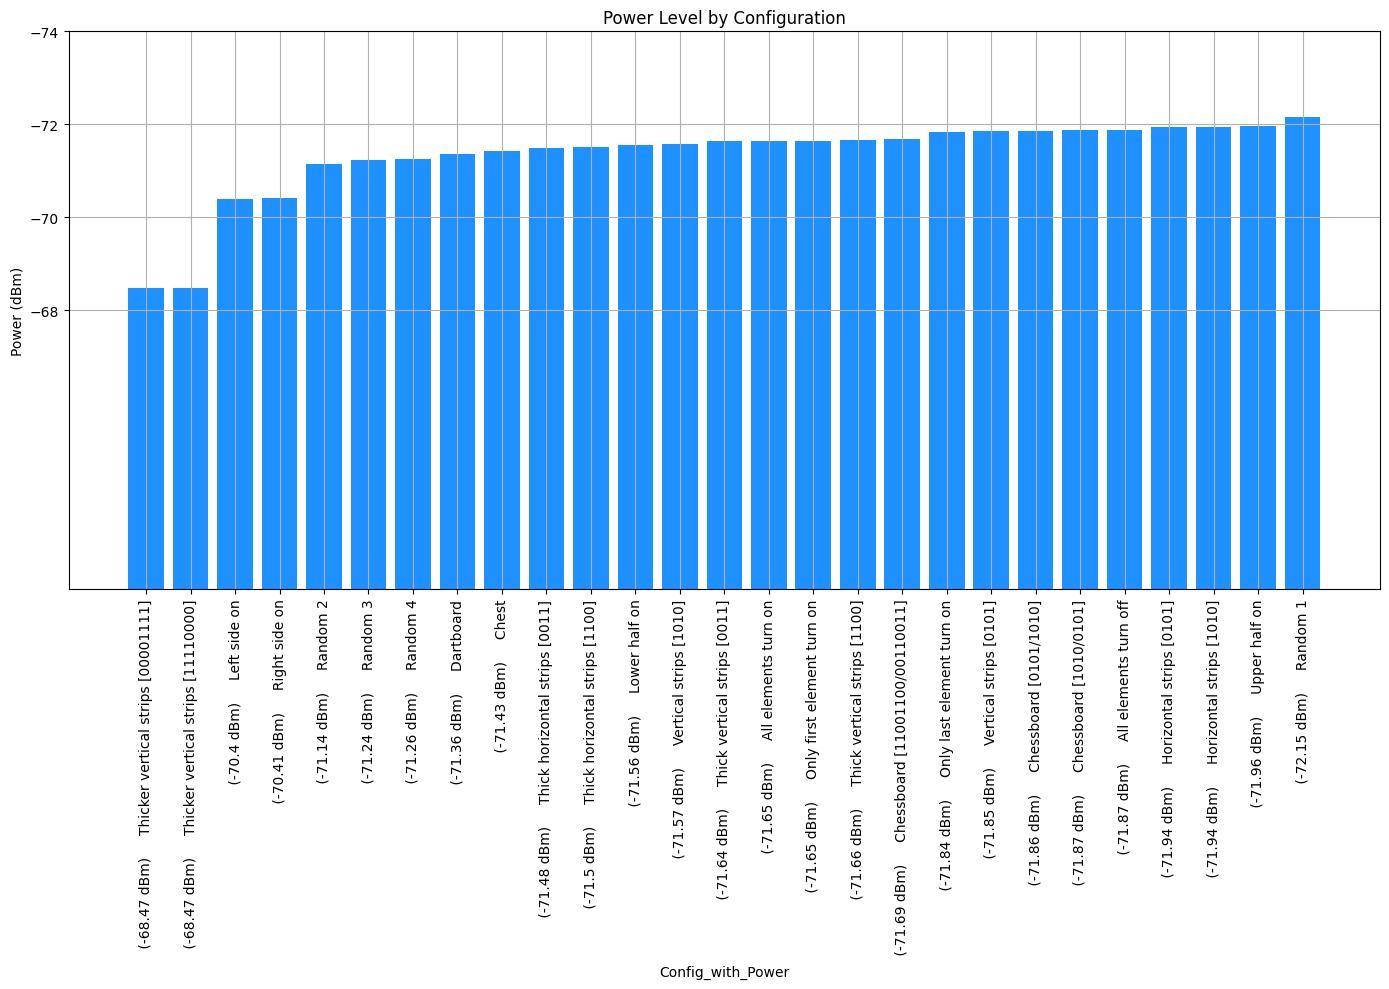 Power Level by Configuration
Power (dBm)
−74
−72
−70
−68
(-68.47 dBm) Thicker vertical strips [00001111]
(-68.47 dBm) Thicker vertical strips [11110000]
(-70.4 dBm) Left side on
(-70.41 dBm) Right side on
(-71.14 dBm) Random 2
(-71.24 dBm) Random 3
(-71.26 dBm) Random 4
(-71.36 dBm) Dartboard
(-71.43 dBm) Chest
(-71.48 dBm) Thick horizontal strips [0011]
(-71.5 dBm) Thick horizontal strips [1100]
(-71.56 dBm) Lower half on
(-71.57 dBm) Vertical strips [1010]
(-71.64 dBm) Thick vertical strips [0011]
(-71.65 dBm) All elements turn on
(-71.65 dBm) Only first element turn on
(-71.66 dBm) Thick vertical strips [1100]
(-71.69 dBm) Chessboard [11001100/00110011]
(-71.84 dBm) Only last element turn on
(-71.85 dBm) Vertical strips [0101]
(-71.86 dBm) Chessboard [0101/1010]
(-71.87 dBm) Chessboard [1010/0101]
(-71.87 dBm) All elements turn off
(-71.94 dBm) Horizontal strips [0101]
(-71.94 dBm) Horizontal strips [1010]
(-71.96 dBm) Upper half on
(-72.15 dBm) Random 1
Config_with_Power